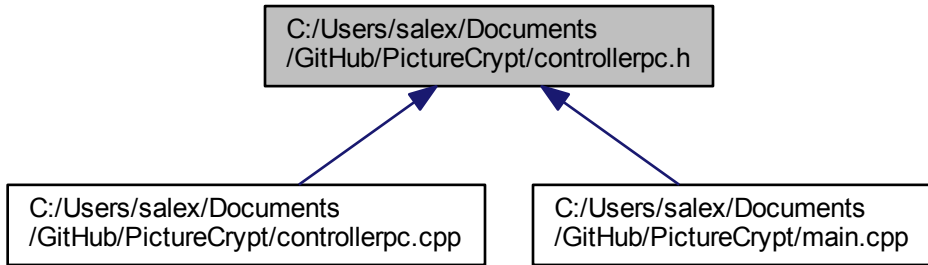 C:/Users/salex/Documents
/GitHub/PictureCrypt/controllerpc.h
C:/Users/salex/Documents
/GitHub/PictureCrypt/controllerpc.cpp
C:/Users/salex/Documents
/GitHub/PictureCrypt/main.cpp